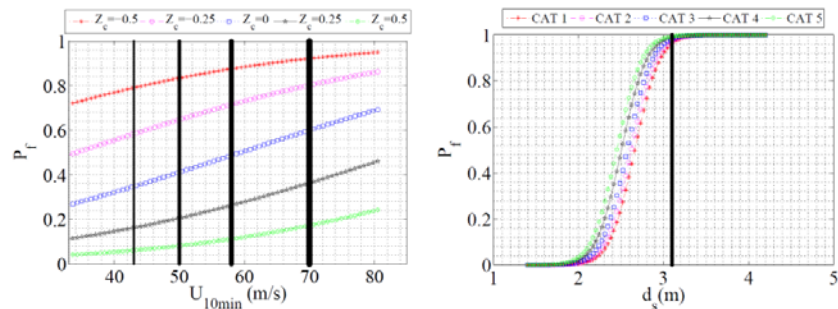 Z_c=-0.5 Z_c=-0.25 Z_c=0 Z_c=0.25 Z_c=0.5
P_f
1
0.8
0.6
0.4
0.2
0
40 50 60 70 80
U_10min (m/s)
CAT 1 CAT 2 CAT 3 CAT 4 CAT 5
P_f
1
0.8
0.6
0.4
0.2
0
1 2 3 4 5
d_s(m)